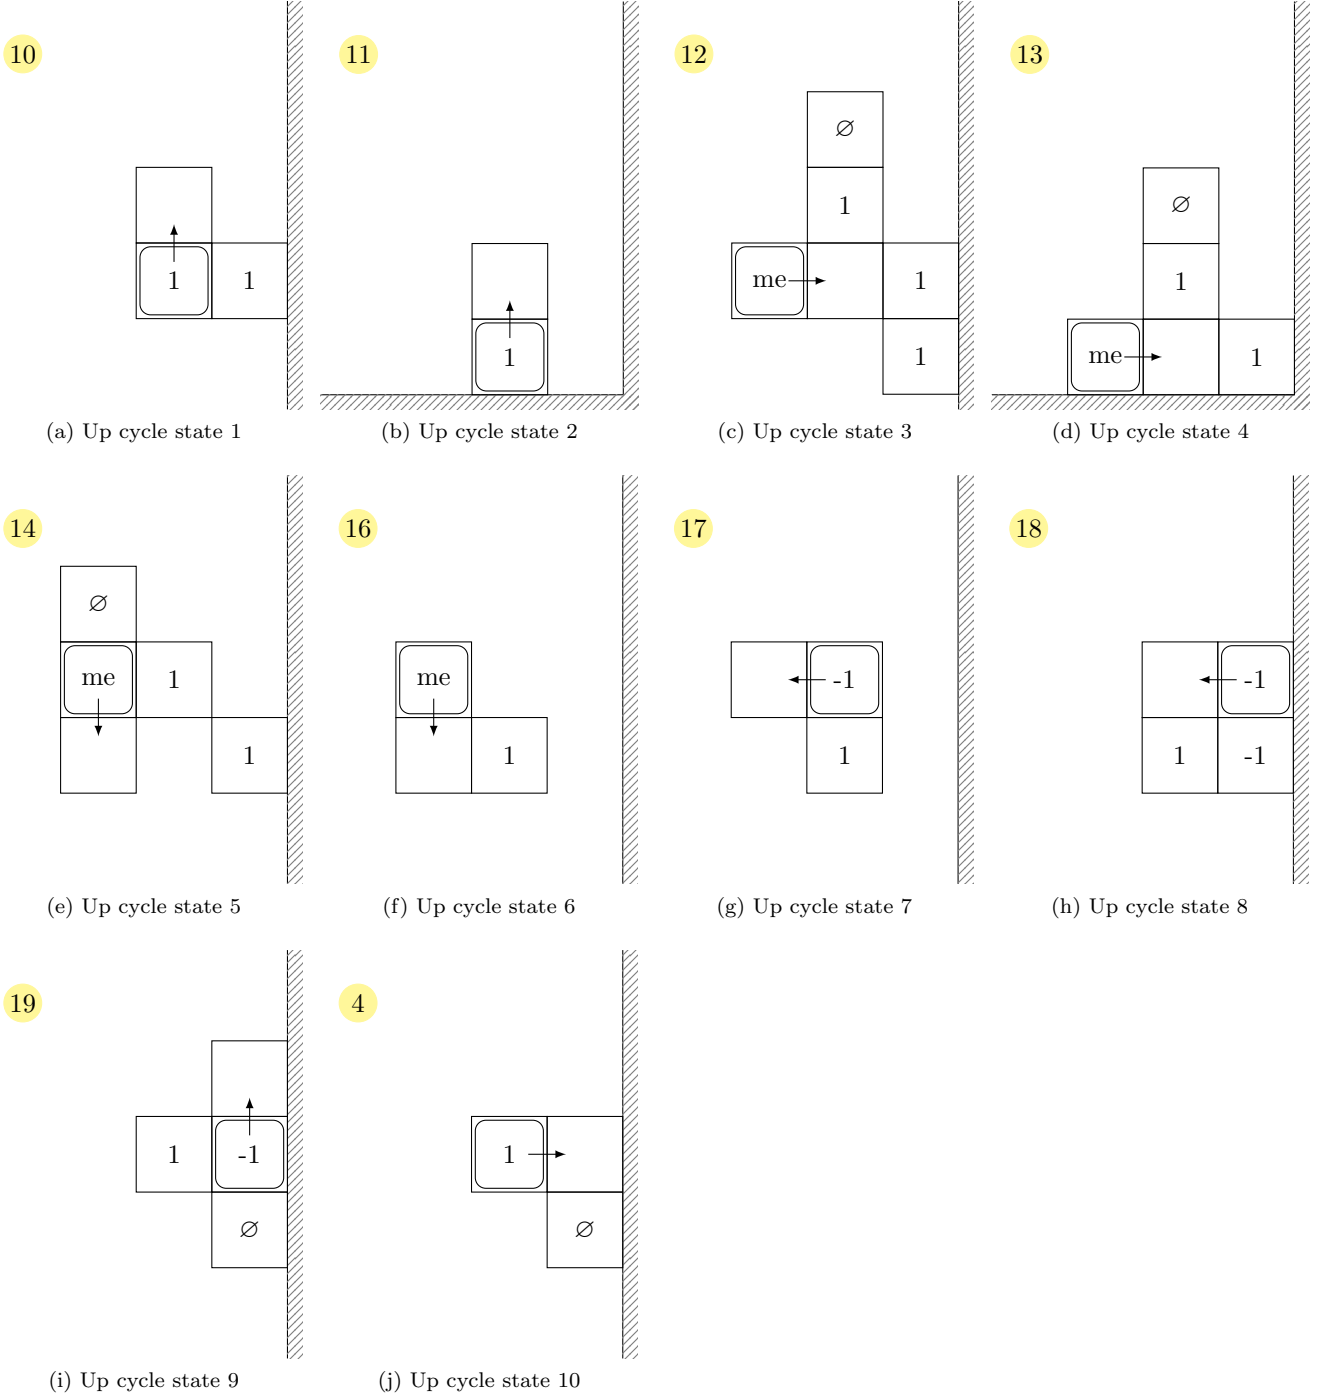 10 11 12 13
∅ ∅
1 1
1 1 me 1 me 1
1 1
(a) Up cycle state 1 (b) Up cycle state 2 (c) Up cycle state 3 (d) Up cycle state 4
14 16 17 18
∅
me 1 me -1 -1
1 1 1 1 -1
(e) Up cycle state 5 (f) Up cycle state 6 (g) Up cycle state 7 (h) Up cycle state 8
19 4
1 -1 1
∅ ∅
(i) Up cycle state 9 (j) Up cycle state 10